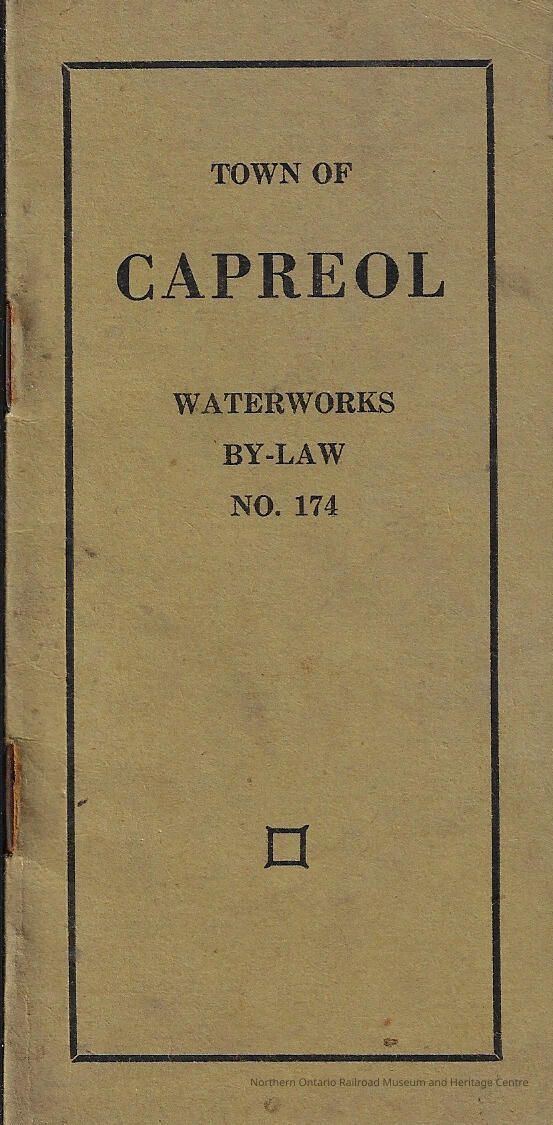 TOWN OF
CAPREOL
WATERWORKS
BY-LAW
NO. 174
Northern Ontario Railroad Museum and Heritage Centre